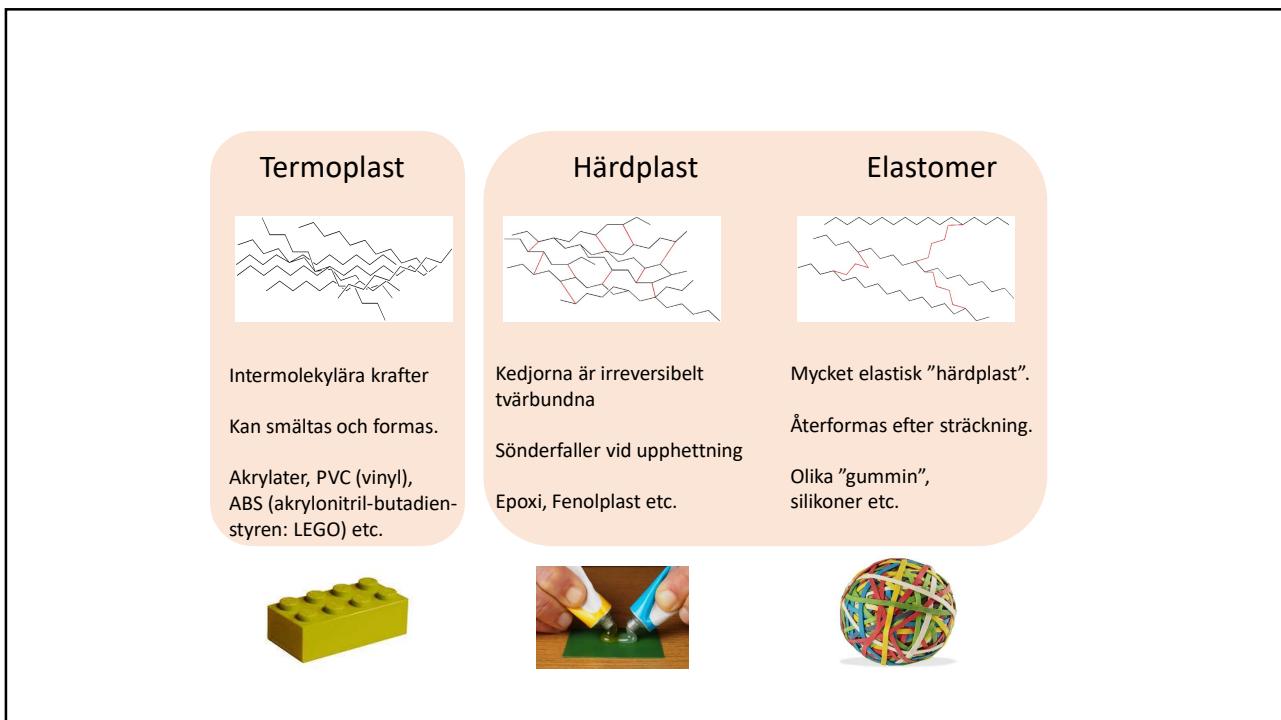 Termoplast
Intermolekylära krafter
Kan smältas och formas.
Akrylater, PVC (vinyl),
ABS (akrylonitril-butadien-
styren: LEGO) etc.
Härdplast
Kedjorna är irreversibelt
tvärbundna
Sönderfaller vid upphettning
Epoxi, Fenolplast etc.
Elastomer
Mycket elastisk ”härdplast”.
Återformas efter sträckning.
Olika ”gummin”,
silikoner etc.